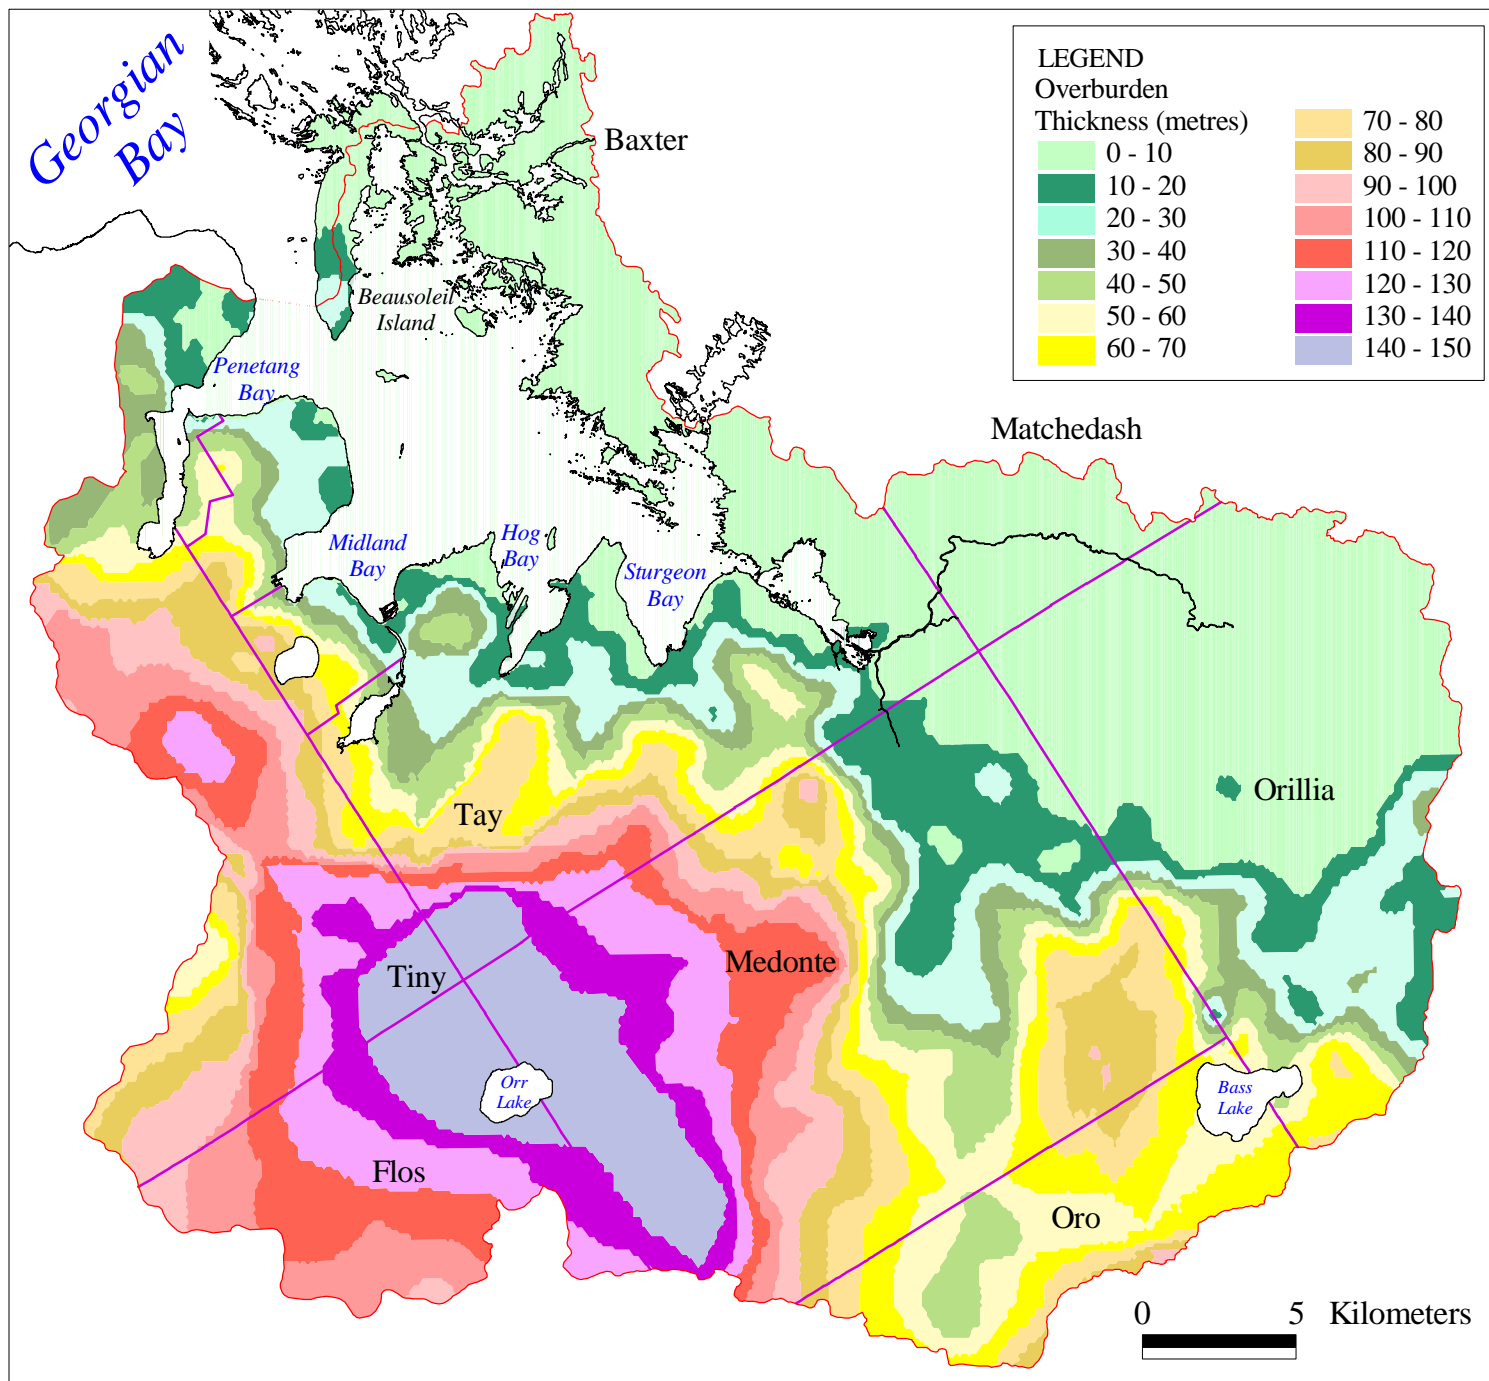 Georgian
Bay
LEGEND
Overburden
Thickness (metres)
0 - 10
10 - 20
20 - 30
30 - 40
40 - 50
50 - 60
60 - 70
70 - 80
80 - 90
90 - 100
100 - 110
110 - 120
120 - 130
130 - 140
140 - 150
Baxter
Beausoleil
Island
Penetang
Bay
Matchedash
Midland
Bay
Hog
Bay
Sturgeon
Bay
Orillia
Tay
Medonte
Tiny
Orr
Lake
Bass
Lake
Flos
Oro
0 5 Kilometers